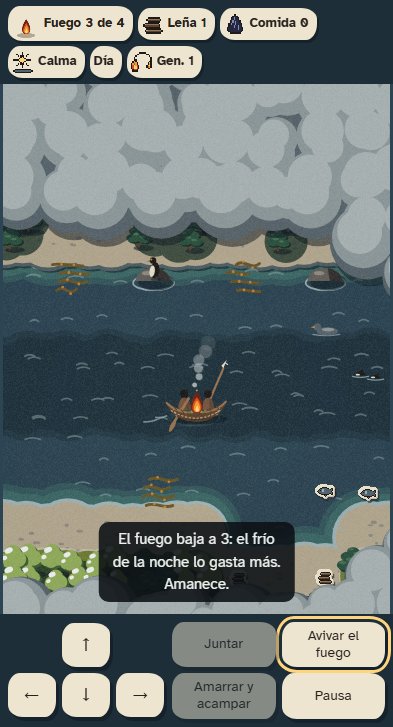 Fuego 3 de 4
Leña 1
Comida 0
Calma
Día
Gen. 1
El fuego baja a 3: el frío
de la noche lo gasta más.
Amanece.
↑
Juntar
Avivar el
fuego
←
↓
→
Amarrar y
acampar
Pausa